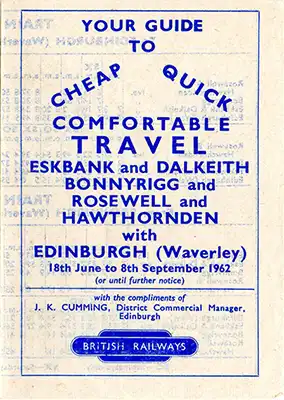 YOUR GUIDE
TO
CHEAP QUICK
COMFORTABLE
TRAVEL
ESKBANK and DALKEITH
BONNYRIGG and
ROSEWELL and
HAWTHORNDEN
with
EDINBURGH (Waverley)
18th June to 8th September 1962
(or until further notice)
with the compliments of
J. K. CUMMING, District Commercial Manager,
Edinburgh
BRITISH RAILWAYS